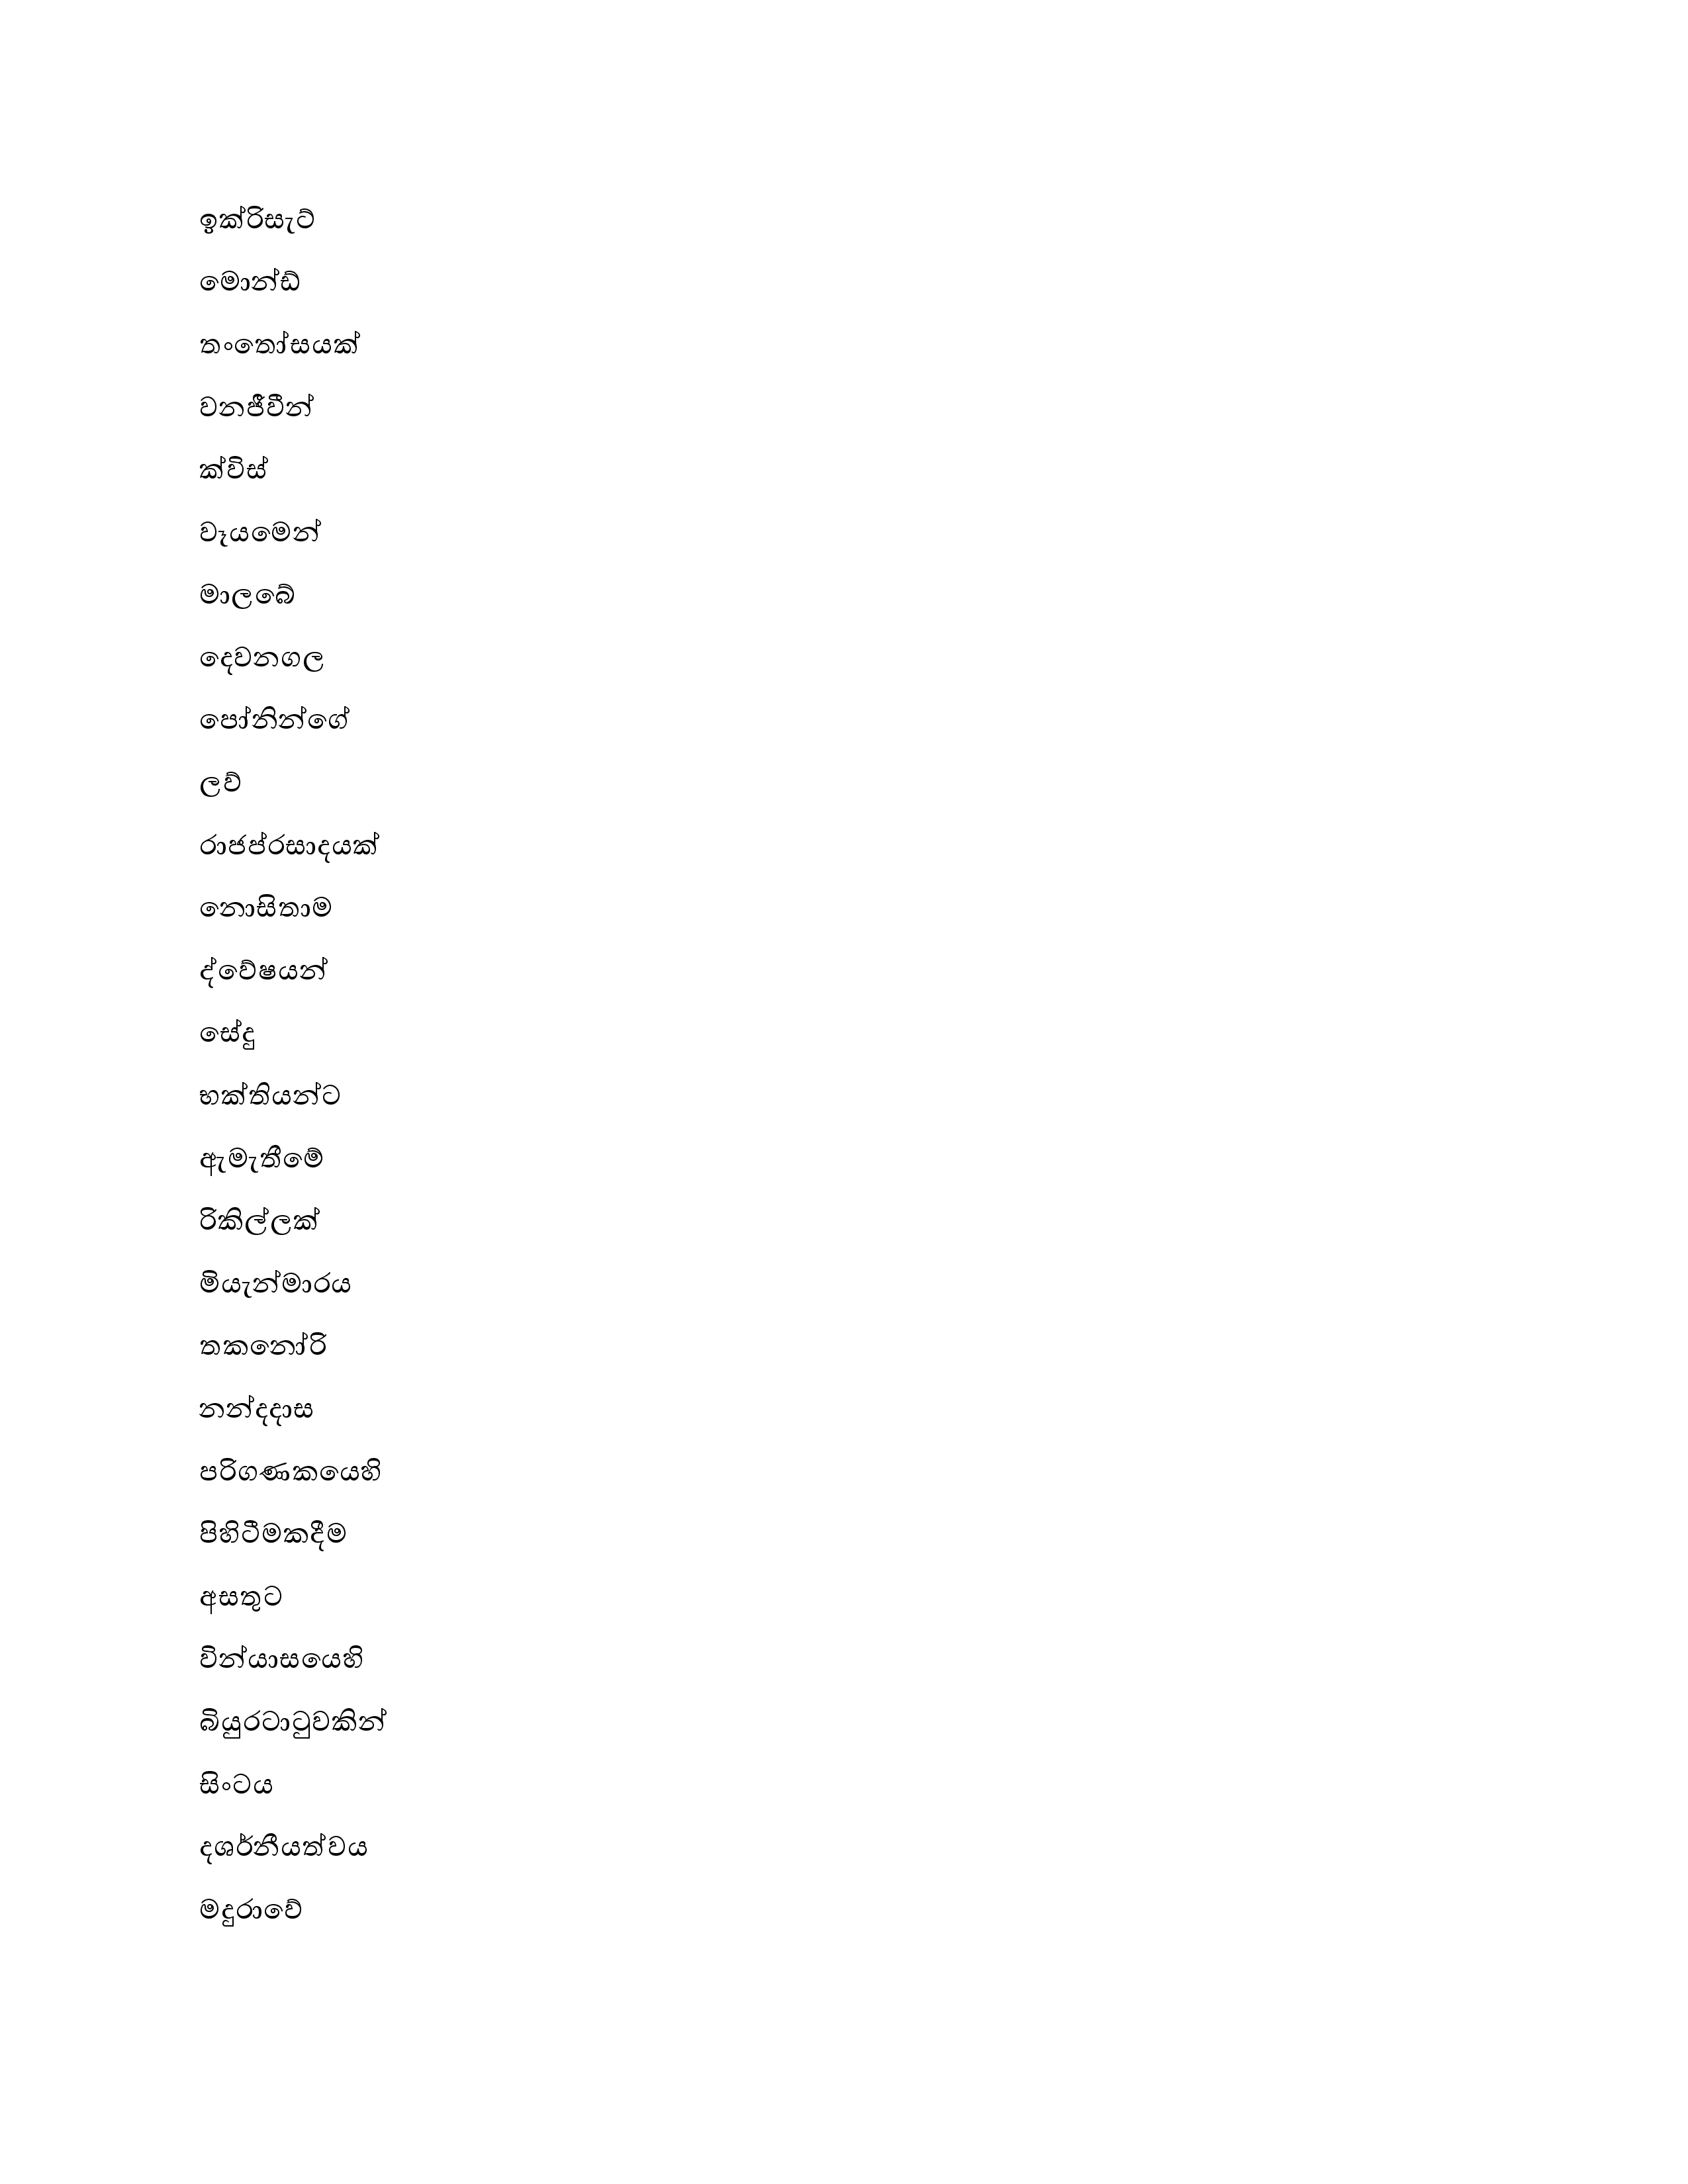 ඉක්රිසැට්
මොන්ඩ්
තංතෝසයක්
වනජීවීන්
ක්විස්
වෑයමෙන්
මාලබේ
දෙවනගල
පෝනින්ගේ
ලව්
රාජප්රසාදයක්
නොසිතාම
ද්වේෂයන්
සේදු
භක්තියන්ට
ඇමැතීමේ
රිකිල්ලක්
මියැන්මාරය
තකනෝරි
නන්දදාස
පරිගණකයෙහි
පිහිටීමකදීම
අසතුට
වින්යාසයෙහි
බියුරටාටුවකින්
සිංටය
දශර්නීයත්වය
මදුරාවේ